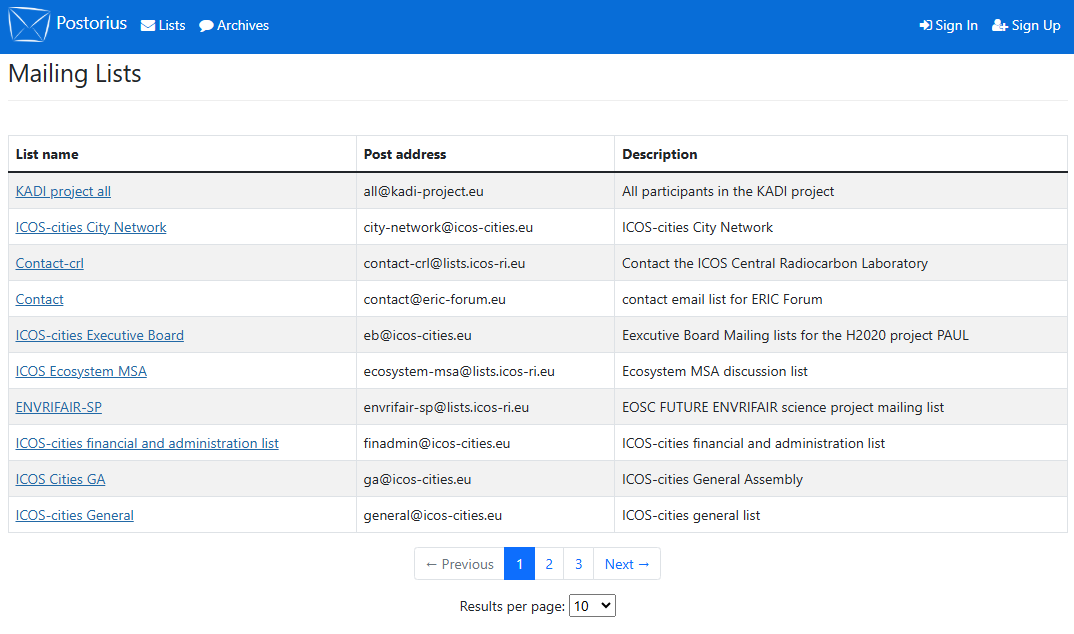 Postorius Lists Archives Sign In Sign Up
Mailing Lists
List name Post address Description
KADI project all all@kadi-project.eu All participants in the KADI project
ICOS-cities City Network city-network@icos-cities.eu ICOS-cities City Network
Contact-crl contact-crl@lists.icos-ri.eu Contact the ICOS Central Radiocarbon Laboratory
Contact contact@eric-forum.eu contact email list for ERIC Forum
ICOS-cities Executive Board eb@icos-cities.eu Eexcutive Board Mailing lists for the H2020 project PAUL
ICOS Ecosystem MSA ecosystem-msa@lists.icos-ri.eu Ecosystem MSA discussion list
ENVRIFAIR-SP envrifair-sp@lists.icos-ri.eu EOSC FUTURE ENVRIFAIR science project mailing list
ICOS-cities financial and administration list finadmin@icos-cities.eu ICOS-cities financial and administration list
ICOS Cities GA ga@icos-cities.eu ICOS-cities General Assembly
ICOS-cities General general@icos-cities.eu ICOS-cities general list
← Previous 1 2 3 Next →
Results per page: 10